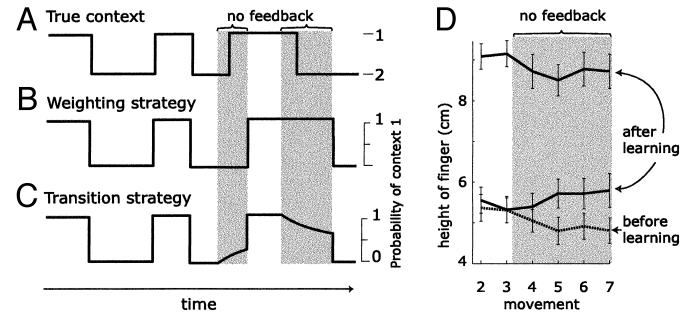 A
True context
no feedback
1
2
B
Weighting strategy
1
C
Transition strategy
1
0
Probability of context 1
time
D
no feedback
8
6
4
height of finger (cm)
after
learning
before
learning
2 3 4 5 6 7
movement